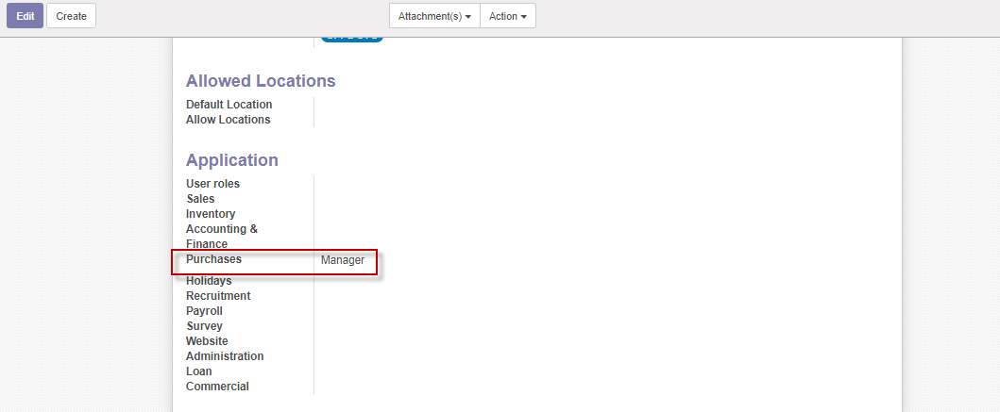 Edit Create Attachment(s) Action
Allowed Locations
Default Location
Allow Locations
Application
User roles
Sales
Inventory
Accounting &
Finance
Purchases Manager
Holidays
Recruitment
Payroll
Survey
Website
Administration
Loan
Commercial